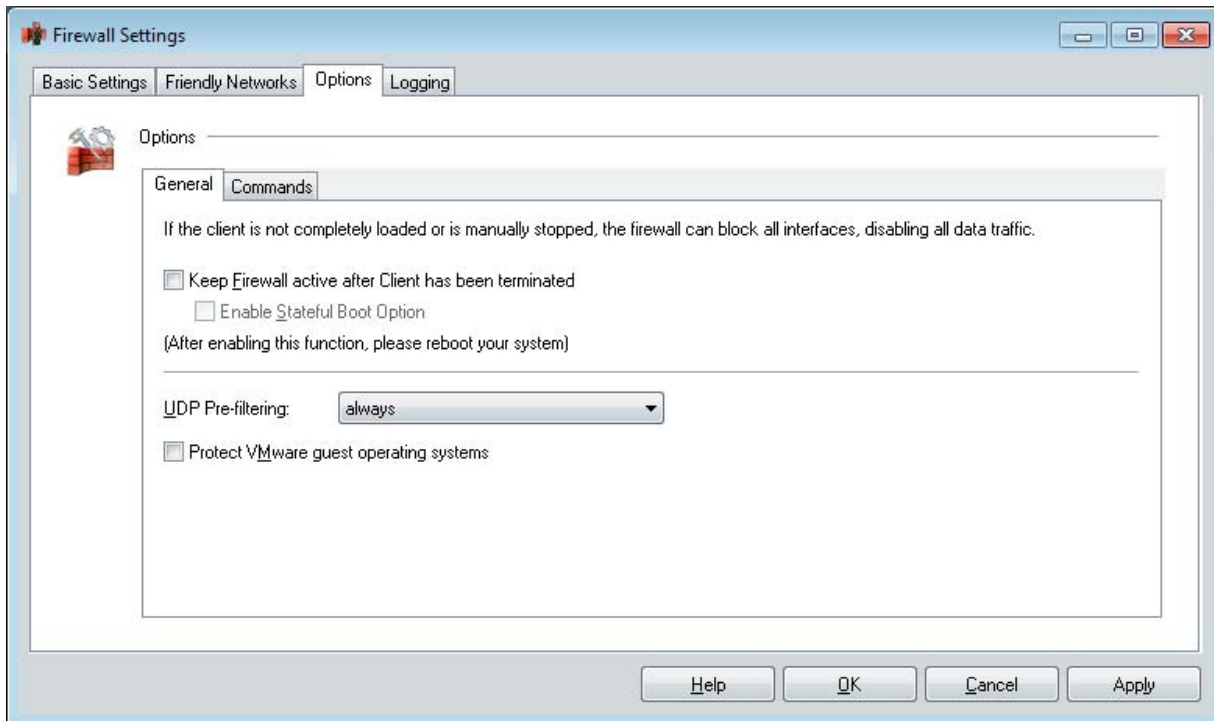 Firewall Settings
Basic Settings Friendly Networks Options Logging
Options
General Commands
If the client is not completely loaded or is manually stopped, the firewall can block all interfaces, disabling all data traffic.
Keep Firewall active after Client has been terminated
Enable Stateful Boot Option
(After enabling this function, please reboot your system)
UDP Pre-filtering: always
Protect VMware guest operating systems
Help OK Cancel Apply